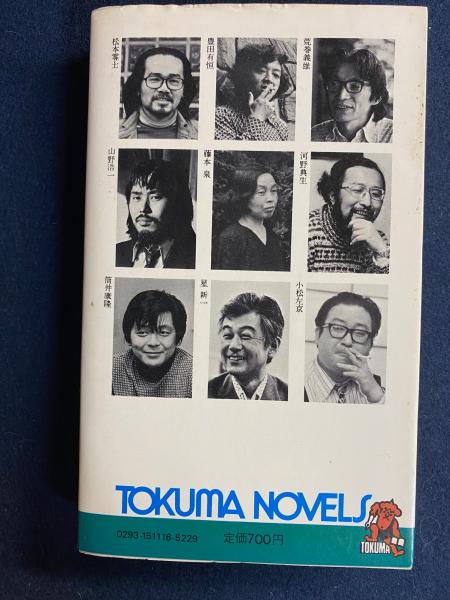 荒巻義雄
豊田有恒
松本零士
河野典生
藤本 泉
山野浩一
小松左京
星 新一
筒井康隆
TOKUMA NOVELS
0293-151116-5229 定価700円
TOKUMA